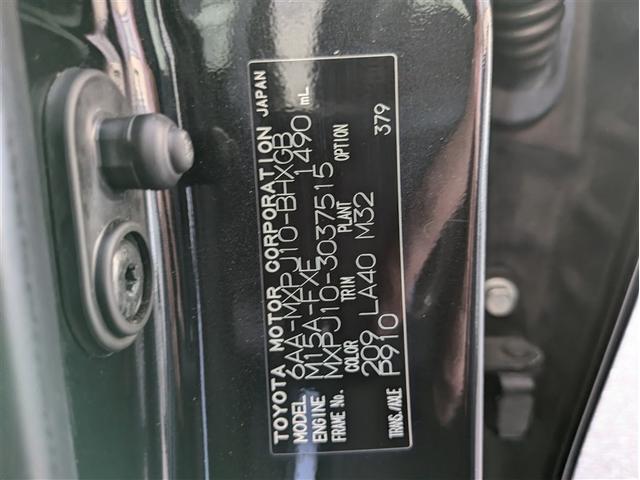 TOYOTA MOTOR CORPORATION JAPAN
MODEL 6AA-MXPJ10-BHXGB
ENGINE M15A-FXE 1490 mL
FRAME No. MXPJ10-3037515
COLOR TRIM PLANT OPTION
209 LA40 M32 379
TRANS./AXLE P910